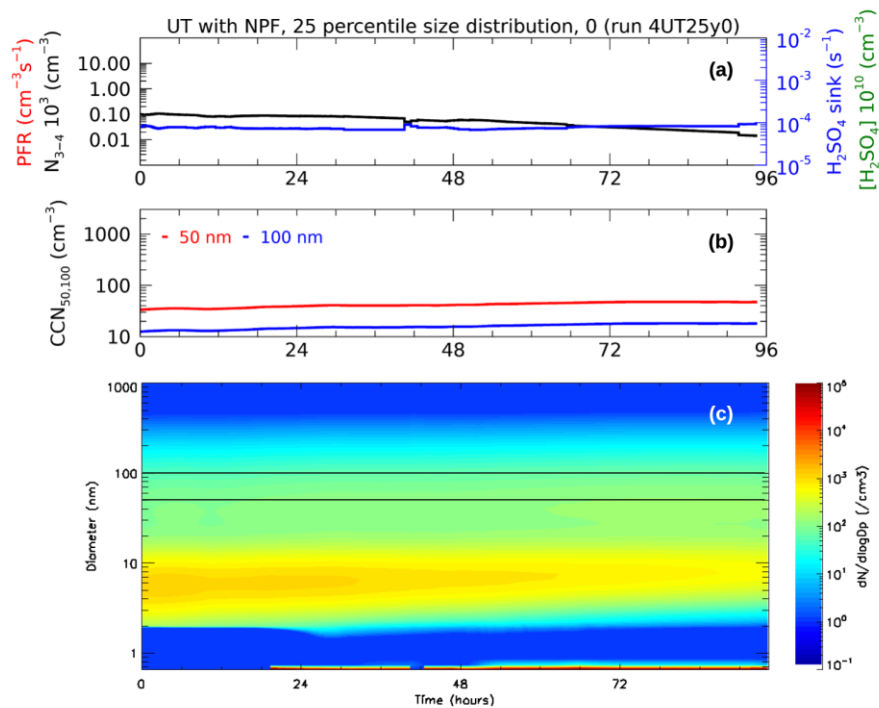 UT with NPF, 25 percentile size distribution, 0 (run 4UT25y0)
PFR (cm⁻³s⁻¹)
N₃₋₄ 10³ (cm⁻³)
10.00
1.00
0.10
0.01
(a)
10⁻²
10⁻³
10⁻⁴
10⁻⁵
H₂SO₄ sink (s⁻¹)
[H₂SO₄] 10¹⁰ (cm⁻³)
0 24 48 72 96
CCN₅₀,₁₀₀ (cm⁻³)
1000
100
10
50 nm 100 nm
(b)
0 24 48 72 96
Diameter (nm)
1000
100
10
1
(c)
0 24 48 72
Time (hours)
10⁶
10⁵
10⁴
10³
10²
10¹
10⁰
10⁻¹
dN/dlogDp (/cm3)